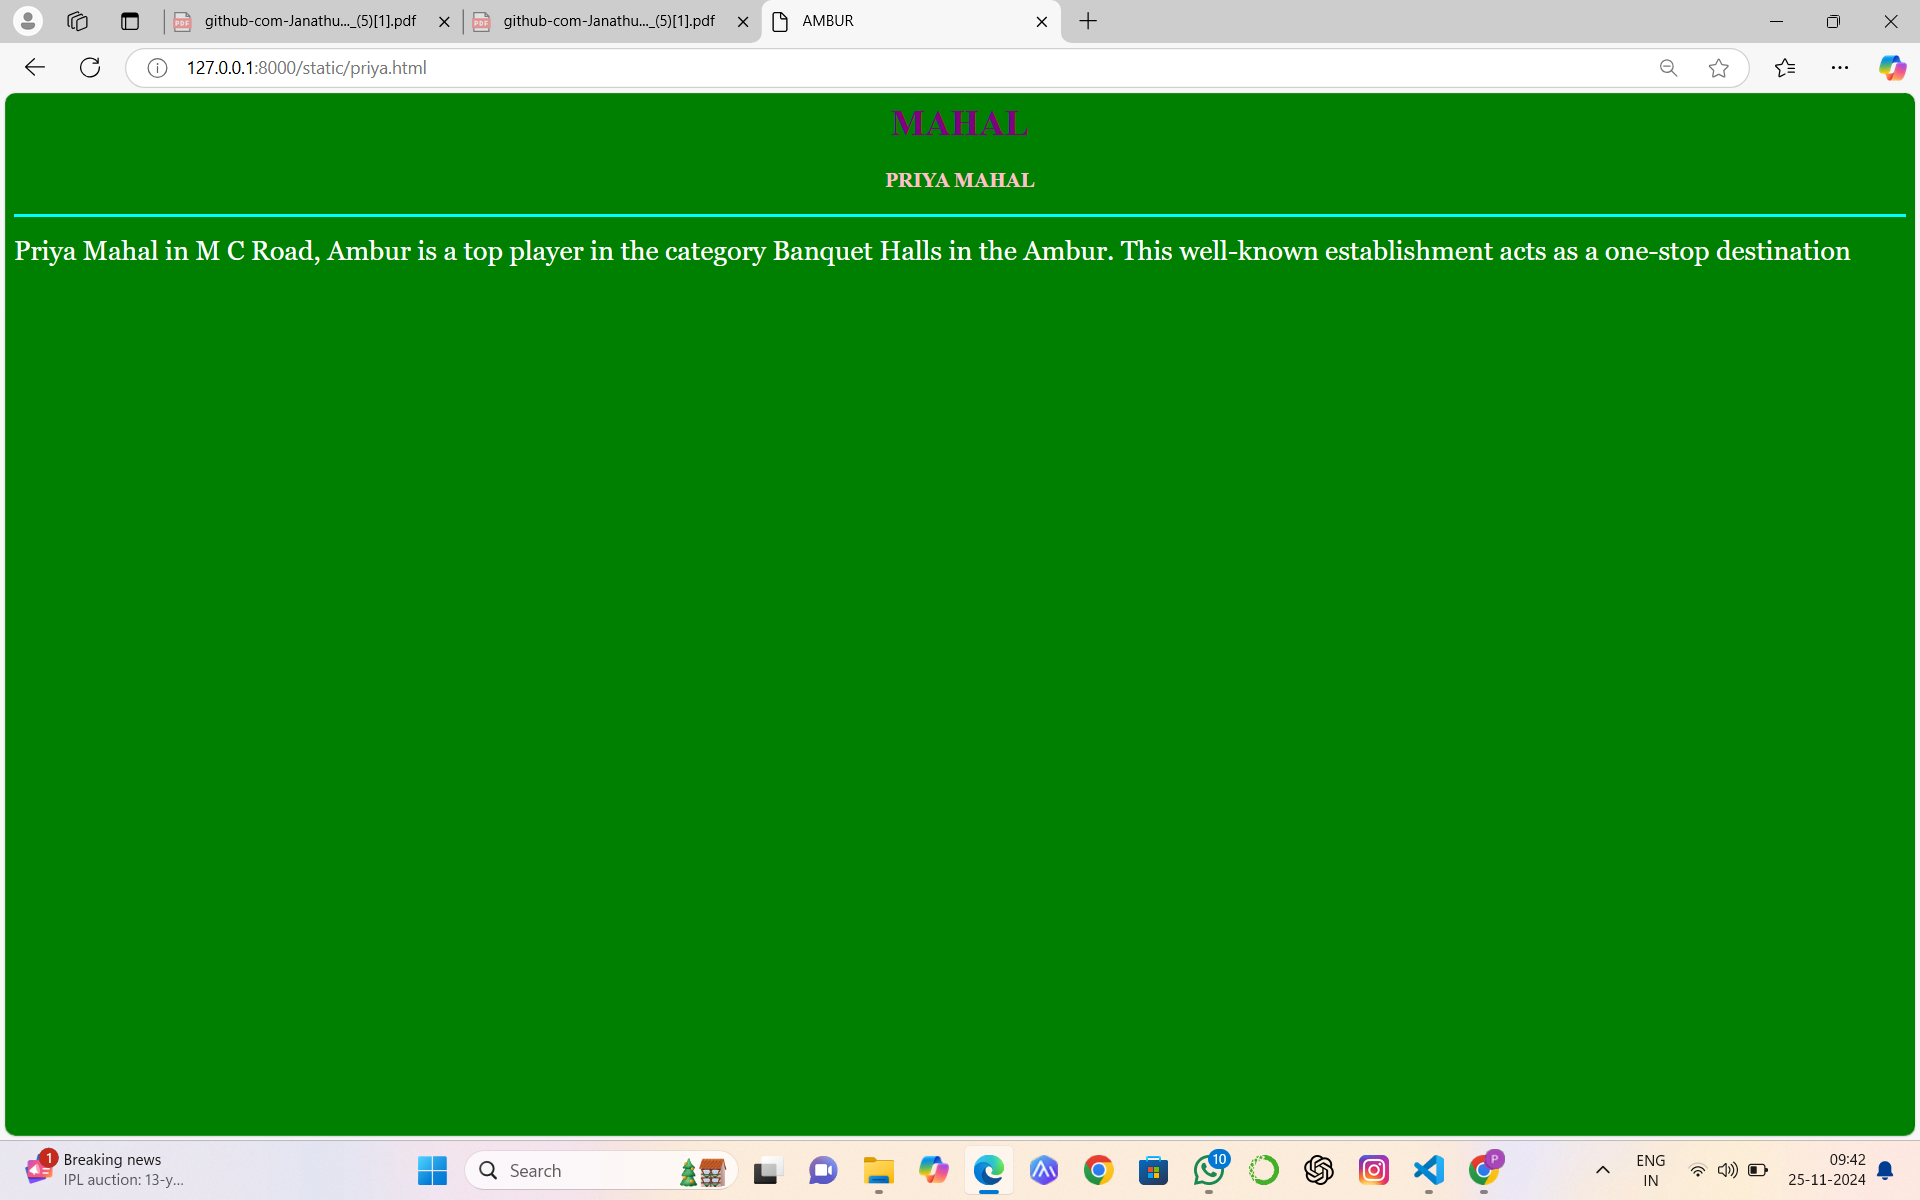 github-com-Janathu..._(5)[1].pdf
github-com-Janathu..._(5)[1].pdf
AMBUR
127.0.0.1:8000/static/priya.html
MAHAL
PRIYA MAHAL
Priya Mahal in M C Road, Ambur is a top player in the category Banquet Halls in the Ambur. This well-known establishment acts as a one-stop destination
1
Breaking news
IPL auction: 13-y...
Search
10
P
ENG
IN
09:42
25-11-2024